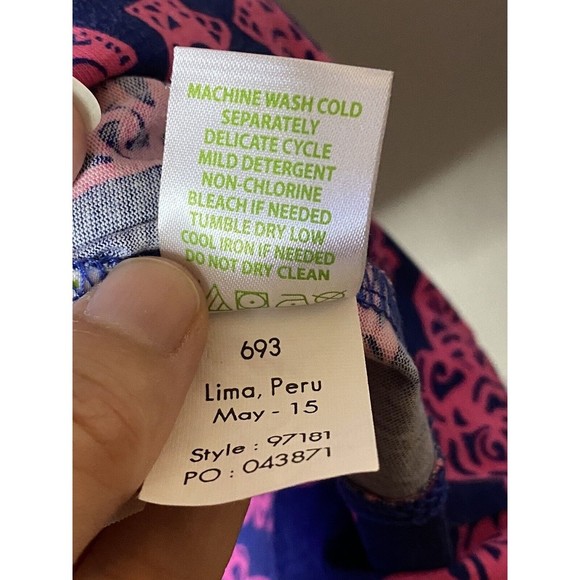 MACHINE WASH COLD
SEPARATELY
DELICATE CYCLE
MILD DETERGENT
NON-CHLORINE
BLEACH IF NEEDED
TUMBLE DRY LOW
COOL IRON IF NEEDED
DO NOT DRY CLEAN
693
Lima, Peru
May - 15
Style : 97181
PO : 043871